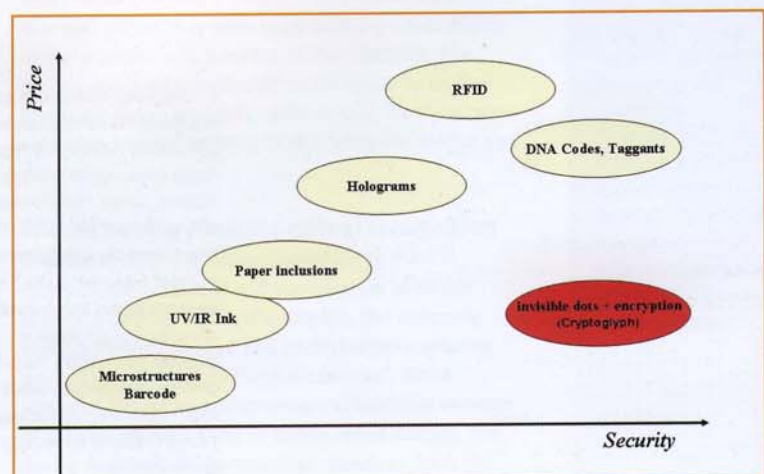 Price
RFID
DNA Codes, Taggants
Holograms
Paper inclusions
invisible dots + encryption
(Cryptoglyph)
UV/IR Ink
Microstructures
Barcode
Security